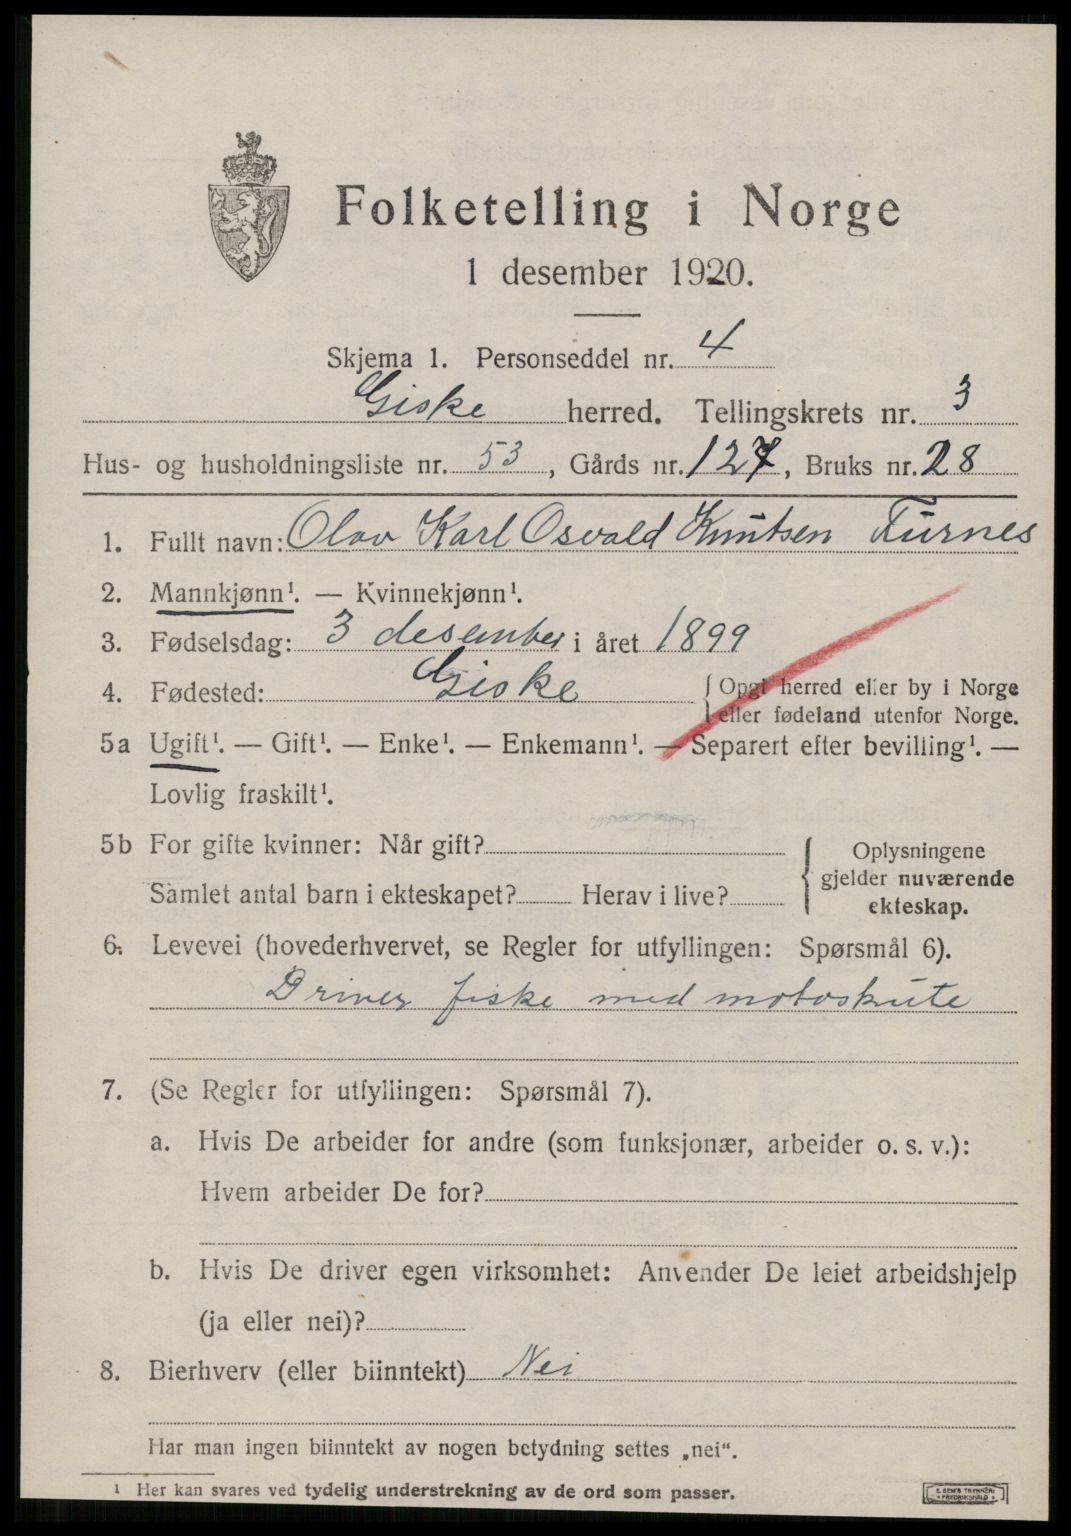 Folketelling i Norge
1 desember 1920.
Skjema 1. Personseddel nr. 4
Giske herred. Tellingskrets nr. 3
Hus- og husholdningsliste nr. 53, Gårds nr. 127, Bruks nr. 28
1. Fullt navn: Olav Karl Osvald Knutsen Furnes
2. Mannkjønn¹. — Kvinnekjønn¹.
3. Fødselsdag: 3 desember i året 1899
4. Fødested: Giske { Opgi herred eller by i Norge
eller fødeland utenfor Norge.
5a Ugift¹. — Gift¹. — Enke¹. — Enkemann¹. — Separert efter bevilling¹. —
Lovlig fraskilt¹.
5b For gifte kvinner: Når gift?
Samlet antal barn i ekteskapet? Herav i live?
{ Oplysningene
gjelder nuværende
ekteskap.
6. Levevei (hovederhvervet, se Regler for utfyllingen: Spørsmål 6).
Driver fiske med motorskute
7. (Se Regler for utfyllingen: Spørsmål 7).
a. Hvis De arbeider for andre (som funksjonær, arbeider o. s. v.):
Hvem arbeider De for?
b. Hvis De driver egen virksomhet: Anvender De leiet arbeidshjelp
(ja eller nei)?
8. Bierhverv (eller biinntekt) Nei
Har man ingen biinntekt av nogen betydning settes „nei“.
¹ Her kan svares ved tydelig understrekning av de ord som passer.